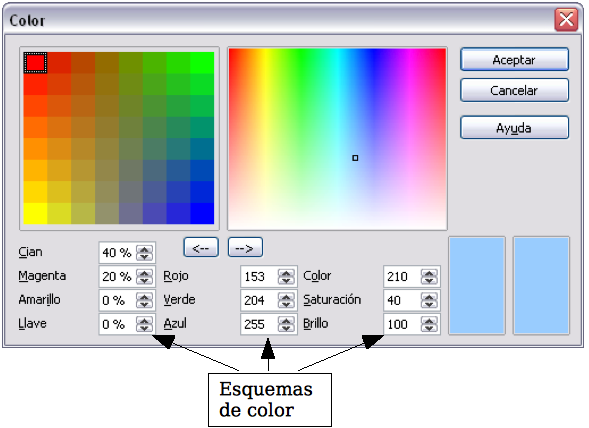 Color
Aceptar
Cancelar
Ayuda
<-- -->
Cian 40 %
Magenta 20 % Rojo 153 Color 210
Amarillo 0 % Verde 204 Saturación 40
Llave 0 % Azul 255 Brillo 100
Esquemas
de color